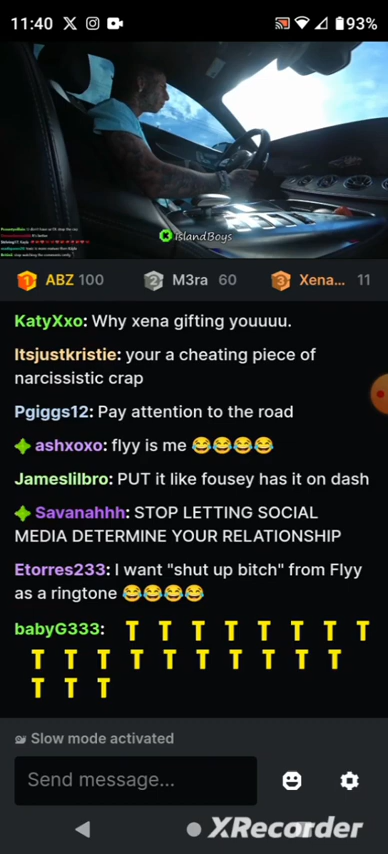 11:40
93%
islandBoys
1 ABZ 100
2 M3ra 60
3 Xena... 11
KatyXxo: Why xena gifting youuuu.
Itsjustkristie: your a cheating piece of
narcissistic crap
Pgiggs12: Pay attention to the road
ashxoxo: flyy is me 😂😂😂😂
Jameslilbro: PUT it like fousey has it on dash
Savanahhh: STOP LETTING SOCIAL
MEDIA DETERMINE YOUR RELATIONSHIP
Etorres233: I want "shut up bitch" from Flyy
as a ringtone 😂😂😂😂
babyG333: T T T T T T T T
T T T T T T T T T T
T T T
Slow mode activated
Send message...
XRecorder